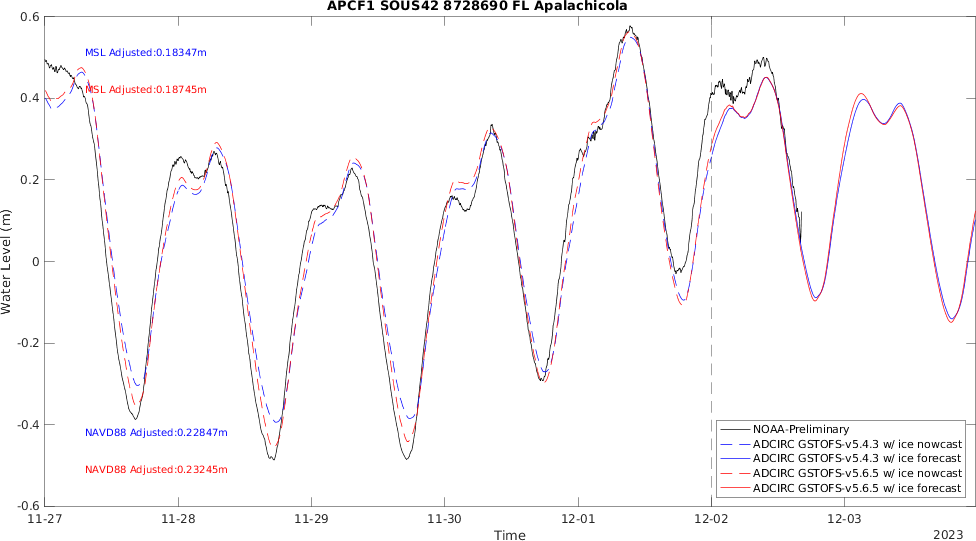 APCF1 SOUS42 8728690 FL Apalachicola
0.6
MSL Adjusted:0.18347m
MSL Adjusted:0.18745m
0.4
0.2
0
-0.2
-0.4
-0.6
Water Level (m)
NAVD88 Adjusted:0.22847m
NAVD88 Adjusted:0.23245m
NOAA-Preliminary
ADCIRC GSTOFS-v5.4.3 w/ ice nowcast
ADCIRC GSTOFS-v5.4.3 w/ ice forecast
ADCIRC GSTOFS-v5.6.5 w/ ice nowcast
ADCIRC GSTOFS-v5.6.5 w/ ice forecast
11-27 11-28 11-29 11-30 12-01 12-02 12-03
Time
2023